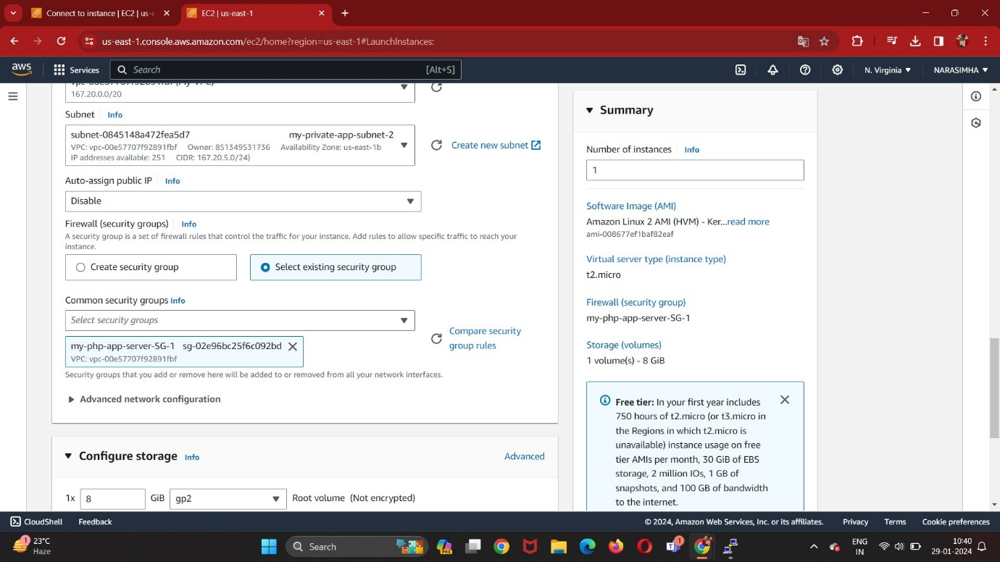 Connect to instance | EC2 | us-e
EC2 | us-east-1
us-east-1.console.aws.amazon.com/ec2/home?region=us-east-1#LaunchInstances:
aws
Services
Search
[Alt+S]
N. Virginia
NARASIMHA
vpc-00e57707f92891fbf (My VPC)
167.20.0.0/20
Subnet
Info
subnet-0845148a472fea5d7 my-private-app-subnet-2
VPC: vpc-00e57707f92891fbf Owner: 851349531736 Availability Zone: us-east-1b
IP addresses available: 251 CIDR: 167.20.5.0/24)
Create new subnet
Auto-assign public IP
Info
Disable
Firewall (security groups)
Info
A security group is a set of firewall rules that control the traffic for your instance. Add rules to allow specific traffic to reach your
instance.
Create security group
Select existing security group
Common security groups Info
Select security groups
my-php-app-server-SG-1 sg-02e96bc25f6c092bd
VPC: vpc-00e57707f92891fbf
Compare security
group rules
Security groups that you add or remove here will be added to or removed from all your network interfaces.
Advanced network configuration
Configure storage Info
Advanced
1x 8 GiB gp2 Root volume (Not encrypted)
Summary
Number of instances
Info
1
Software Image (AMI)
Amazon Linux 2 AMI (HVM) - Ker...read more
ami-008677ef1baf82eaf
Virtual server type (instance type)
t2.micro
Firewall (security group)
my-php-app-server-SG-1
Storage (volumes)
1 volume(s) - 8 GiB
Free tier: In your first year includes
750 hours of t2.micro (or t3.micro in
the Regions in which t2.micro is
unavailable) instance usage on free
tier AMIs per month, 30 GiB of EBS
storage, 2 million IOs, 1 GB of
snapshots, and 100 GB of bandwidth
to the internet.
CloudShell
Feedback
© 2024, Amazon Web Services, Inc. or its affiliates.
Privacy
Terms
Cookie preferences
1
23°C
Haze
Search
PRE
1
ENG
IN
10:40
29-01-2024